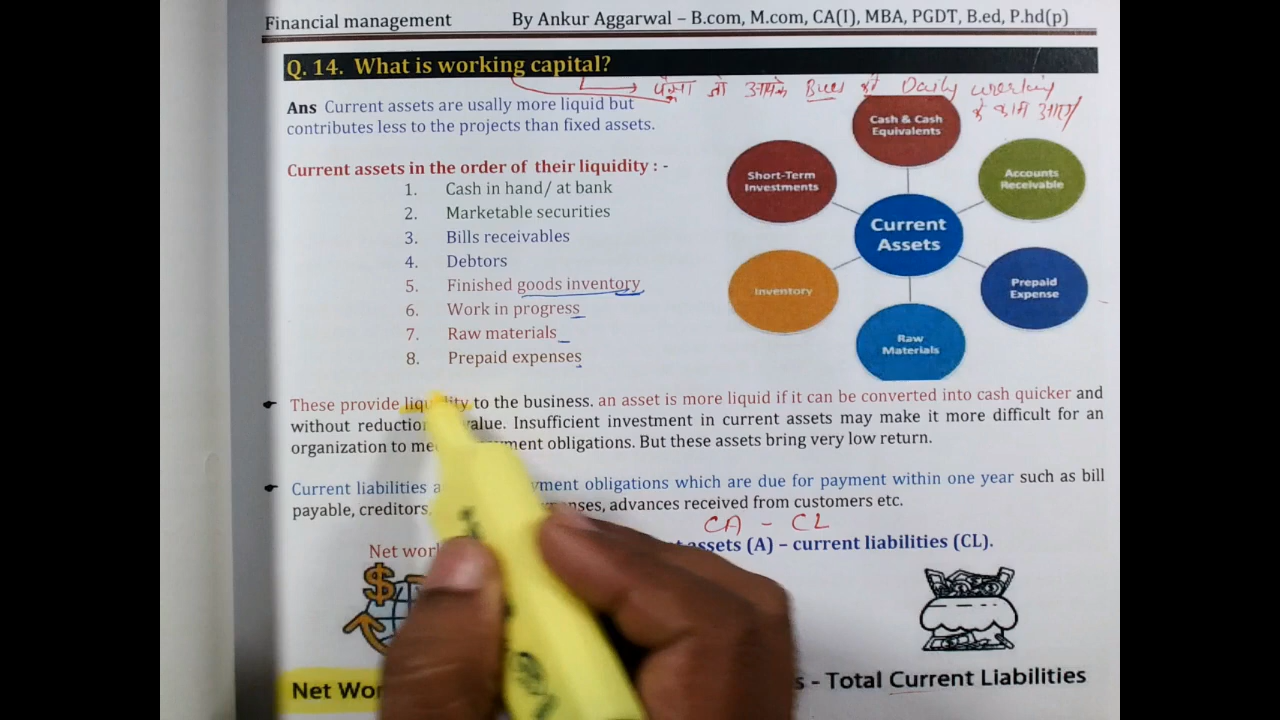 Financial management By Ankur Aggarwal – B.com, M.com, CA(I), MBA, PGDT, B.ed, P.hd(p)
Q. 14. What is working capital?
पैसा जो आपके Busi की Daily working
के काम आए
Ans Current assets are usally more liquid but
contributes less to the projects than fixed assets.
Current assets in the order of their liquidity : -
1. Cash in hand/ at bank
2. Marketable securities
3. Bills receivables
4. Debtors
5. Finished goods inventory
6. Work in progress
7. Raw materials
8. Prepaid expenses
Cash & Cash
Equivalents
Short-Term
Investments
Accounts
Receivable
Current
Assets
Inventory
Prepaid
Expense
Raw
Materials
These provide liquidity to the business. an asset is more liquid if it can be converted into cash quicker and
without reduction value. Insufficient investment in current assets may make it more difficult for an
organization to me ment obligations. But these assets bring very low return.
Current liabilities a yment obligations which are due for payment within one year such as bill
payable, creditors, penses, advances received from customers etc.
CA - CL
Net wor t assets (A) – current liabilities (CL).
Net Wor s - Total Current Liabilities